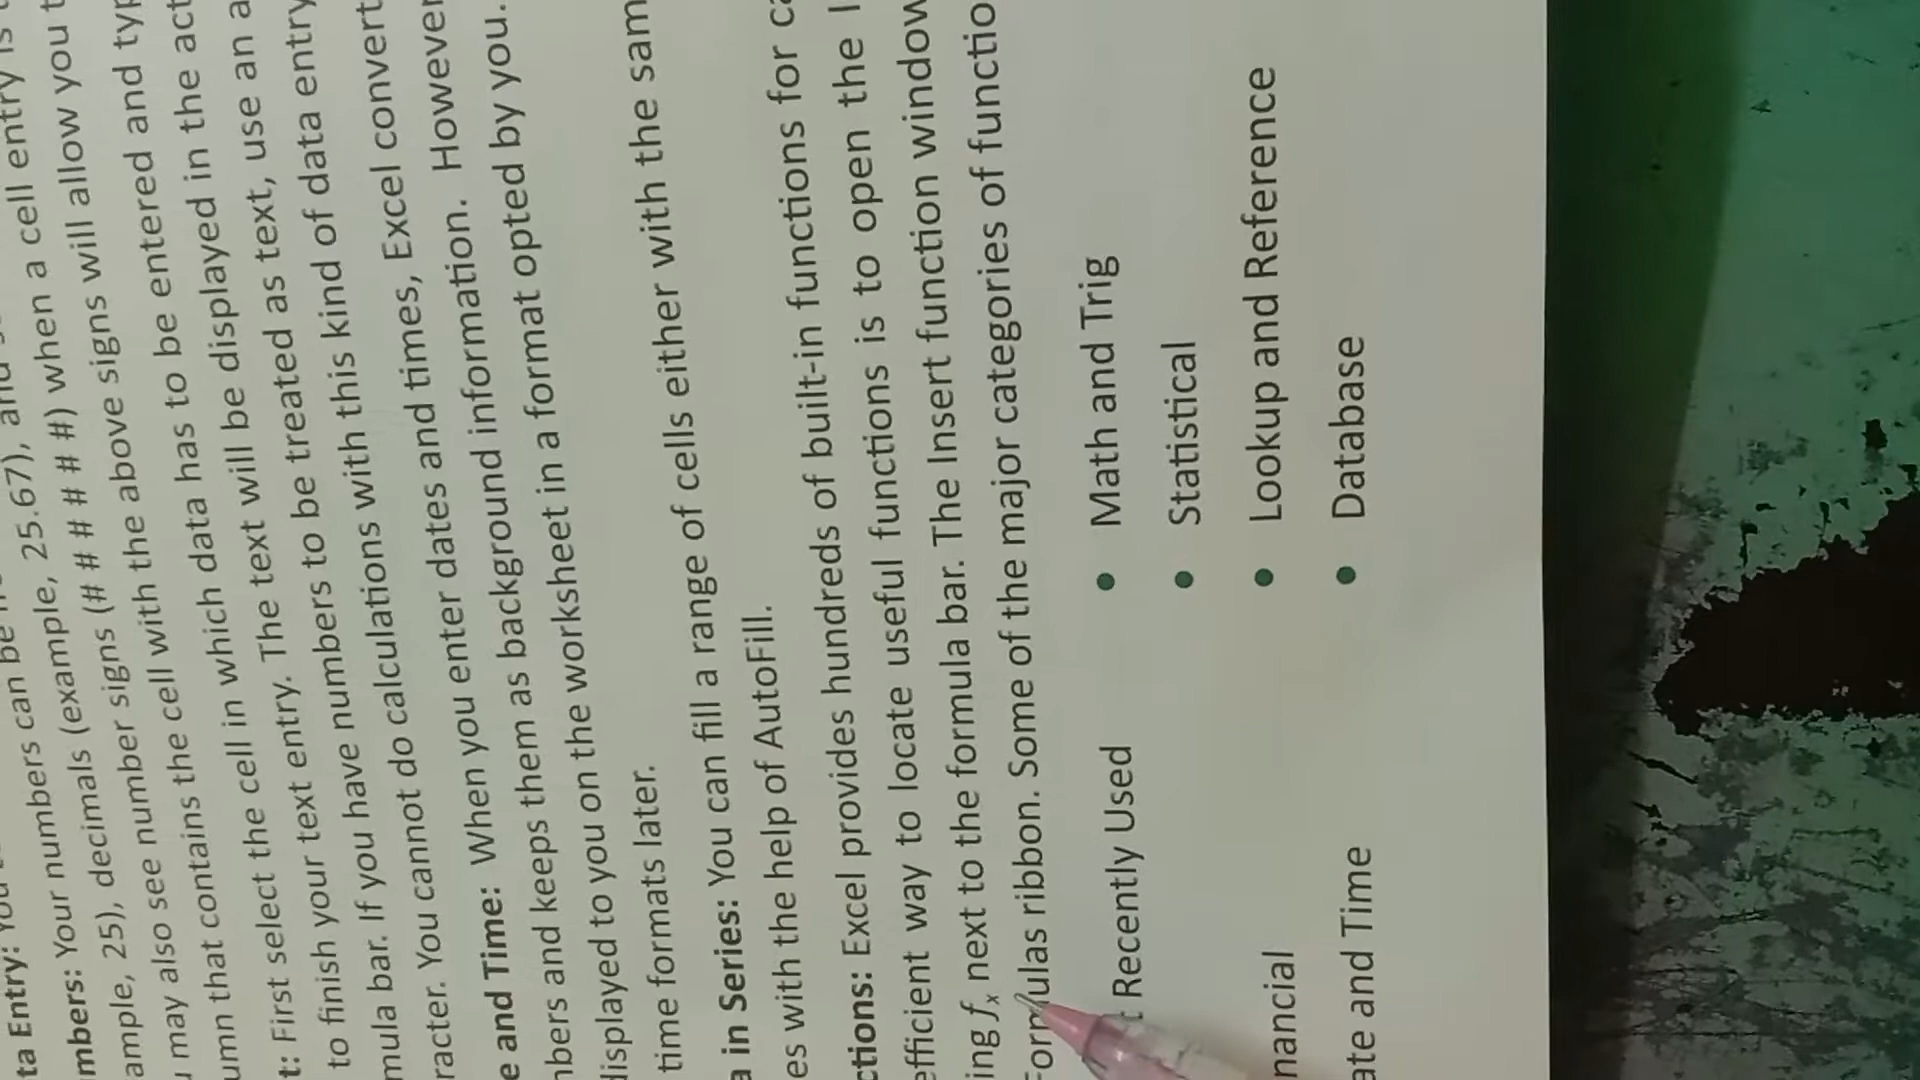 ta Entry:
mbers: Your numbers can be 25.67), and
ample, 25), decimals (example, # # # # #) when a cell entry is
u may also see number signs (# # # # #) when a cell entry is
umn that contains the cell with the above signs will allow you t
t: First select the cell in which data has to be entered and typ
to finish your text entry. The text will be displayed in the act
mula bar. If you have numbers to be treated as text, use an a
racter. You cannot do calculations with this kind of data entry
e and Time: When you enter dates and times, Excel convert
nbers and keeps them as background information. However
displayed to you on the worksheet in a format opted by you.
time formats later.
a in Series: You can fill a range of cells either with the sam
es with the help of AutoFill.
ctions: Excel provides hundreds of built-in functions for ca
efficient way to locate useful functions is to open the I
ing fx next to the formula bar. The Insert function window
Formulas ribbon. Some of the major categories of functio
t Recently Used • Math and Trig
• Statistical
nancial • Lookup and Reference
ate and Time • Database